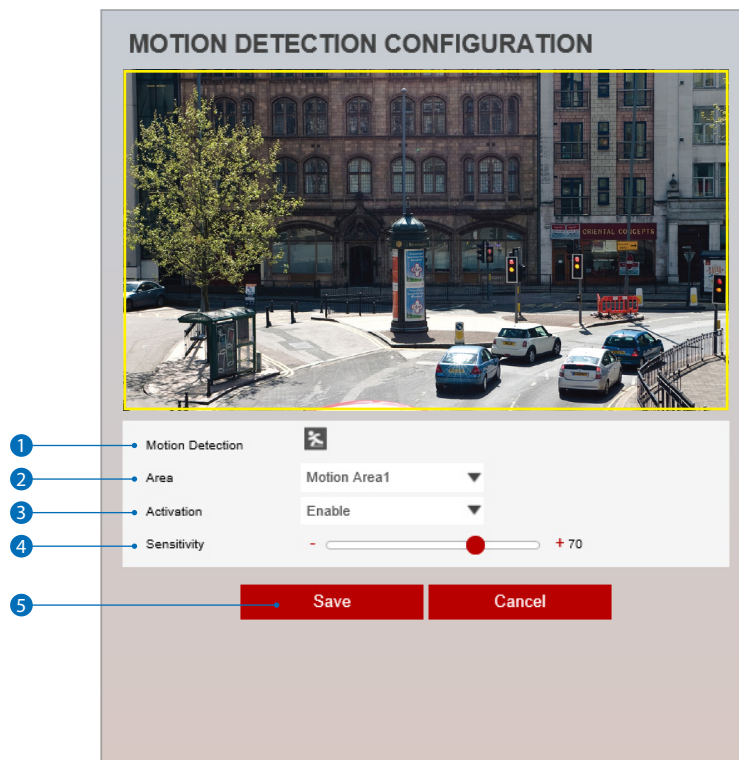 MOTION DETECTION CONFIGURATION
ORIENTAL CONCEPTS
1 Motion Detection
2 Area Motion Area1
3 Activation Enable
4 Sensitivity - + 70
5 Save Cancel